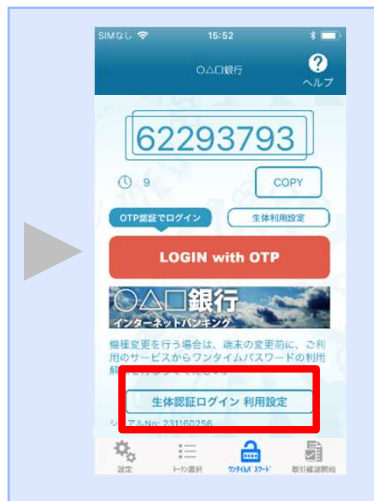 SIMなし 15:52
○△□銀行
?
ヘルプ
62293793
9 COPY
OTP認証でログイン 生体利用設定
LOGIN with OTP
○△□銀行
インターネットバンキング
機種変更を行う場合は、端末の変更前に、ご利
用のサービスからワンタイムパスワードの利用
生体認証ログイン 利用設定
No: 231160256
設定 トークン選択 ワンタイムパスワード 取引確認開始